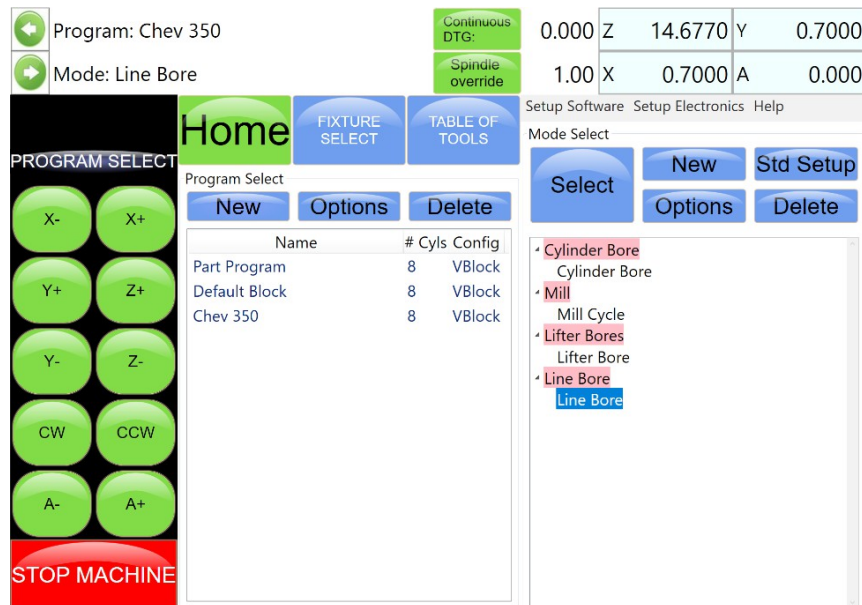 Program: Chev 350
Continuous DTG:
0.000 Z 14.6770 Y 0.7000
Mode: Line Bore
Spindle override
1.00 X 0.7000 A 0.000
PROGRAM SELECT
X- X+
Y+ Z+
Y- Z-
CW CCW
A- A+
STOP MACHINE
Home
FIXTURE SELECT
TABLE OF TOOLS
Program Select
New Options Delete
Name # Cyls Config
Part Program 8 VBlock
Default Block 8 VBlock
Chev 350 8 VBlock
Setup Software Setup Electronics Help
Mode Select
Select
New Std Setup
Options Delete
Cylinder Bore
Cylinder Bore
Mill
Mill Cycle
Lifter Bores
Lifter Bore
Line Bore
Line Bore